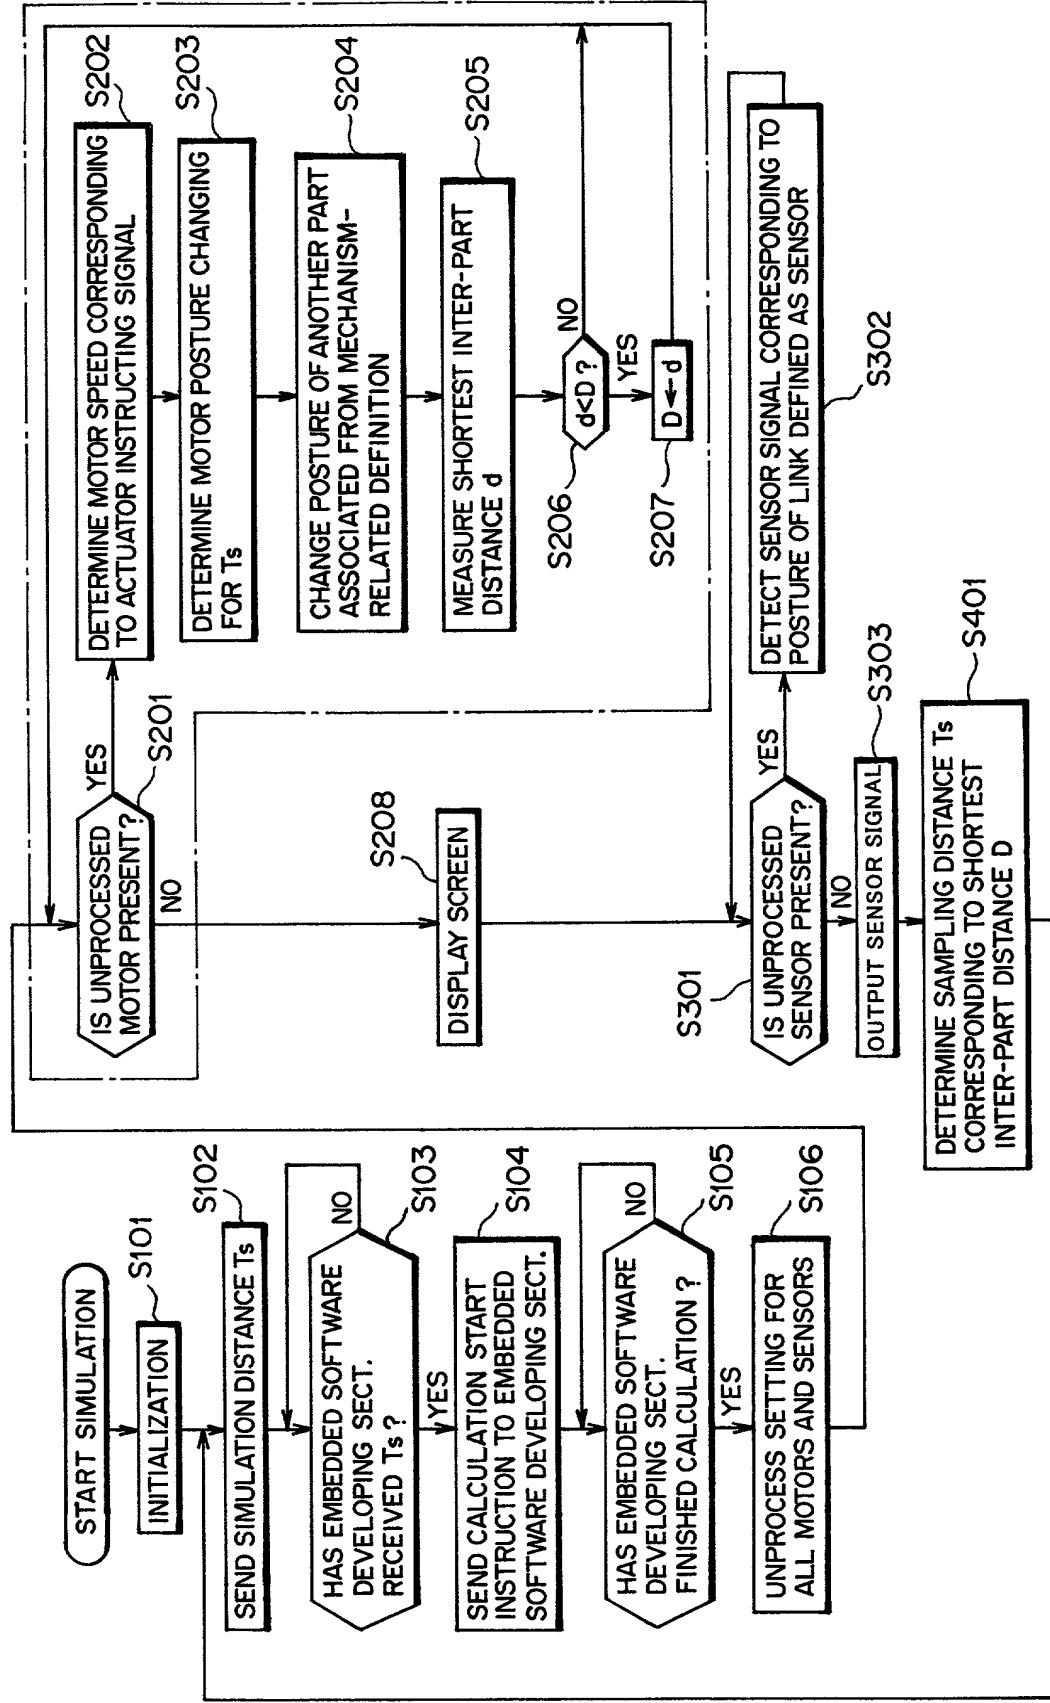 START SIMULATION
S101
INITIALIZATION
S102
SEND SIMULATION DISTANCE Ts
HAS EMBEDDED SOFTWARE
DEVELOPING SECT.
RECEIVED Ts?
NO
S103
YES
S104
SEND CALCULATION START
INSTRUCTION TO EMBEDDED
SOFTWARE DEVELOPING SECT.
HAS EMBEDDED SOFTWARE
DEVELOPING SECT.
FINISHED CALCULATION ?
NO
S105
YES
S106
UNPROCESS SETTING FOR
ALL MOTORS AND SENSORS
IS UNPROCESSED
MOTOR PRESENT?
YES
S201
NO
DETERMINE MOTOR SPEED CORRESPONDING
TO ACTUATOR INSTRUCTING SIGNAL
S202
DETERMINE MOTOR POSTURE CHANGING
FOR Ts
S203
CHANGE POSTURE OF ANOTHER PART
ASSOCIATED FROM MECHANISM-
RELATED DEFINITION
S204
MEASURE SHORTEST INTER-PART
DISTANCE d
S205
S206
d<D ?
NO
YES
S207
D←d
S208
DISPLAY SCREEN
S301
IS UNPROCESSED
SENSOR PRESENT?
YES
NO
DETECT SENSOR SIGNAL CORRESPONDING TO
POSTURE OF LINK DEFINED AS SENSOR
S302
S303
OUTPUT SENSOR SIGNAL
S401
DETERMINE SAMPLING DISTANCE Ts
CORRESPONDING TO SHORTEST
INTER-PART DISTANCE D